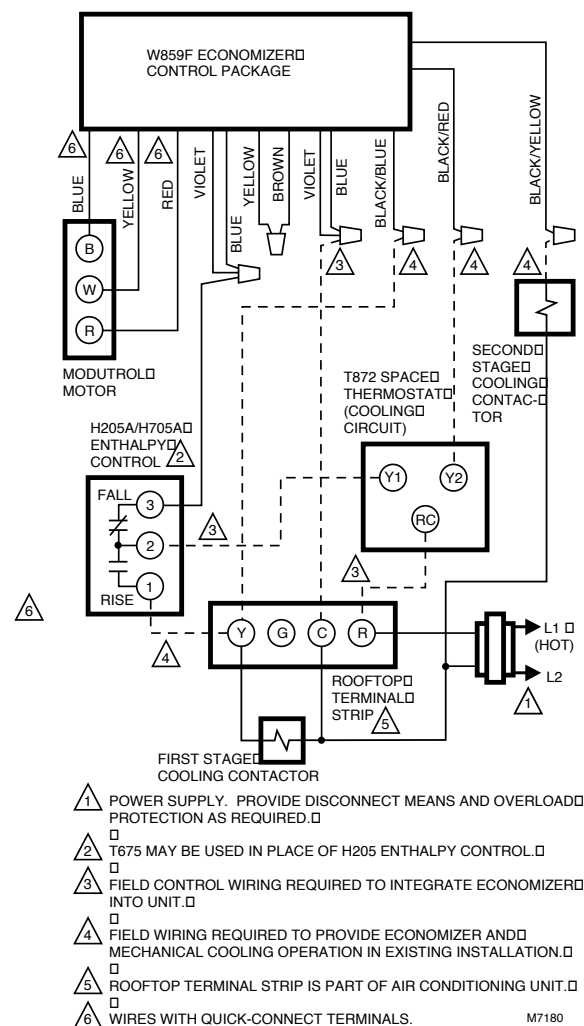 W859F ECONOMIZER
CONTROL PACKAGE
6
6
6
BLUE
YELLOW
RED
VIOLET
BLUE
YELLOW
BROWN
VIOLET
BLUE
BLACK/BLUE
BLACK/RED
BLACK/YELLOW
3
4
4
4
B
W
R
MODUTROL
MOTOR
SECOND
STAGE
COOLING
CONTAC-
TOR
T872 SPACE
THERMOSTAT
(COOLING
CIRCUIT)
H205A/H705A
ENTHALPY
CONTROL 2
FALL
3
2
1
RISE
Y1
Y2
RC
3
3
6
4
Y
G
C
R
L1
(HOT)
L2
1
ROOFTOP
TERMINAL
STRIP 5
FIRST STAGE
COOLING CONTACTOR
1 POWER SUPPLY. PROVIDE DISCONNECT MEANS AND OVERLOAD
PROTECTION AS REQUIRED.
2 T675 MAY BE USED IN PLACE OF H205 ENTHALPY CONTROL.
3 FIELD CONTROL WIRING REQUIRED TO INTEGRATE ECONOMIZER
INTO UNIT.
4 FIELD WIRING REQUIRED TO PROVIDE ECONOMIZER AND
MECHANICAL COOLING OPERATION IN EXISTING INSTALLATION.
5 ROOFTOP TERMINAL STRIP IS PART OF AIR CONDITIONING UNIT.
6 WIRES WITH QUICK-CONNECT TERMINALS.
M7180